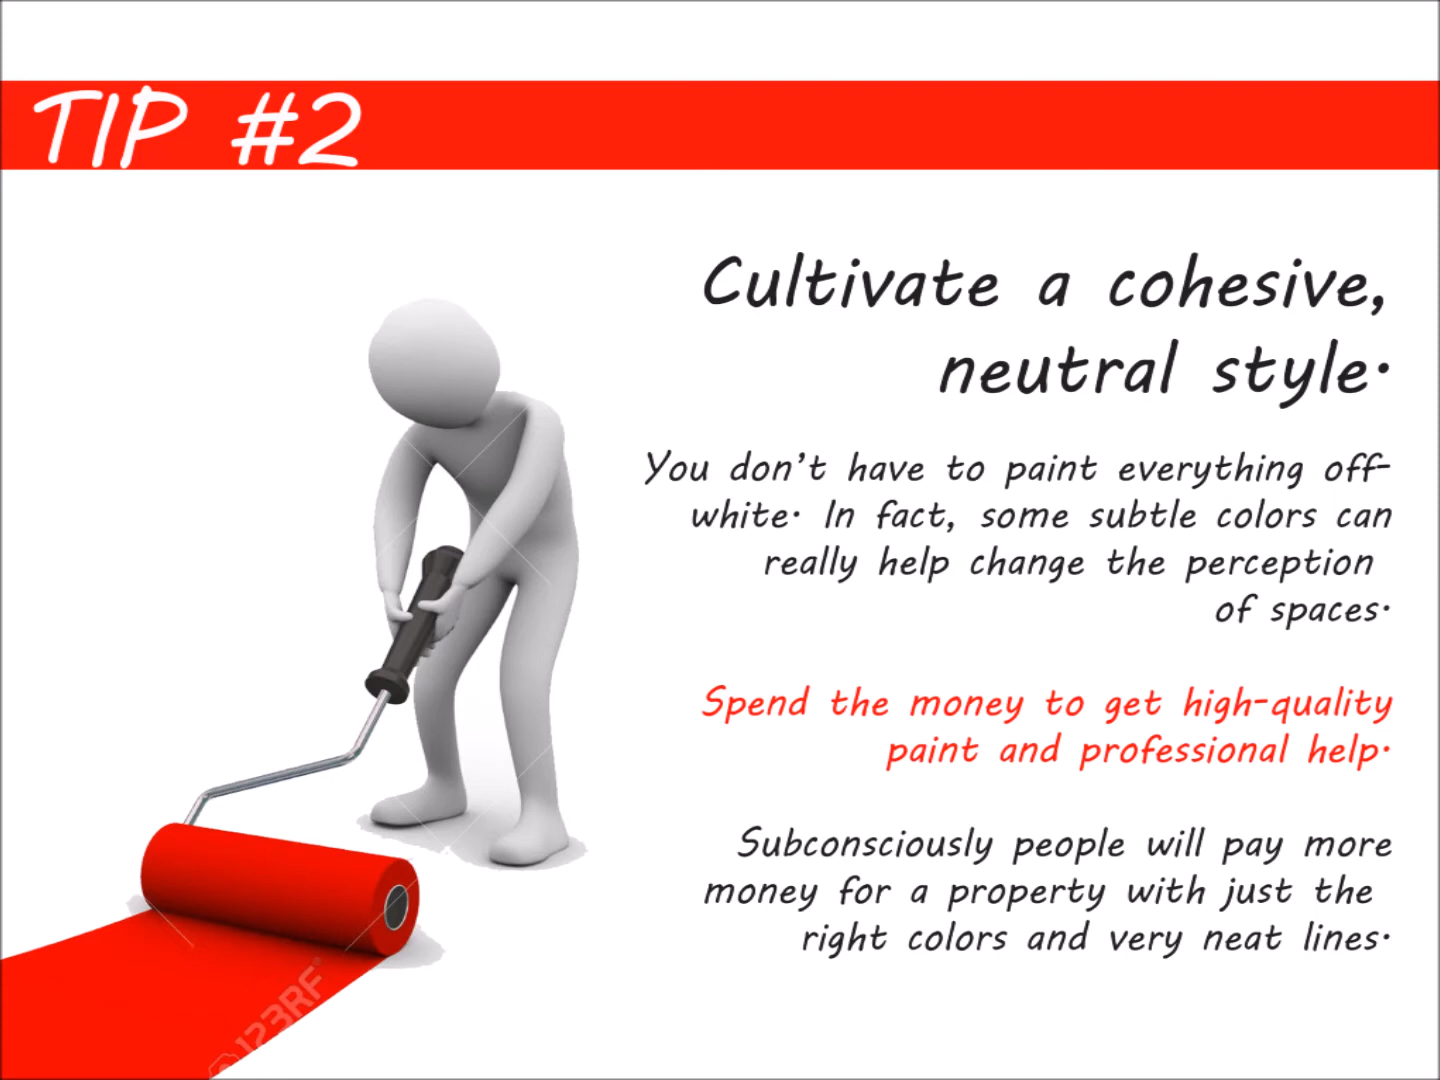 TIP #2
Cultivate a cohesive,
neutral style.
You don't have to paint everything off-
white. In fact, some subtle colors can
really help change the perception
of spaces.
Spend the money to get high-quality
paint and professional help.
Subconsciously people will pay more
money for a property with just the
right colors and very neat lines.
123RF®